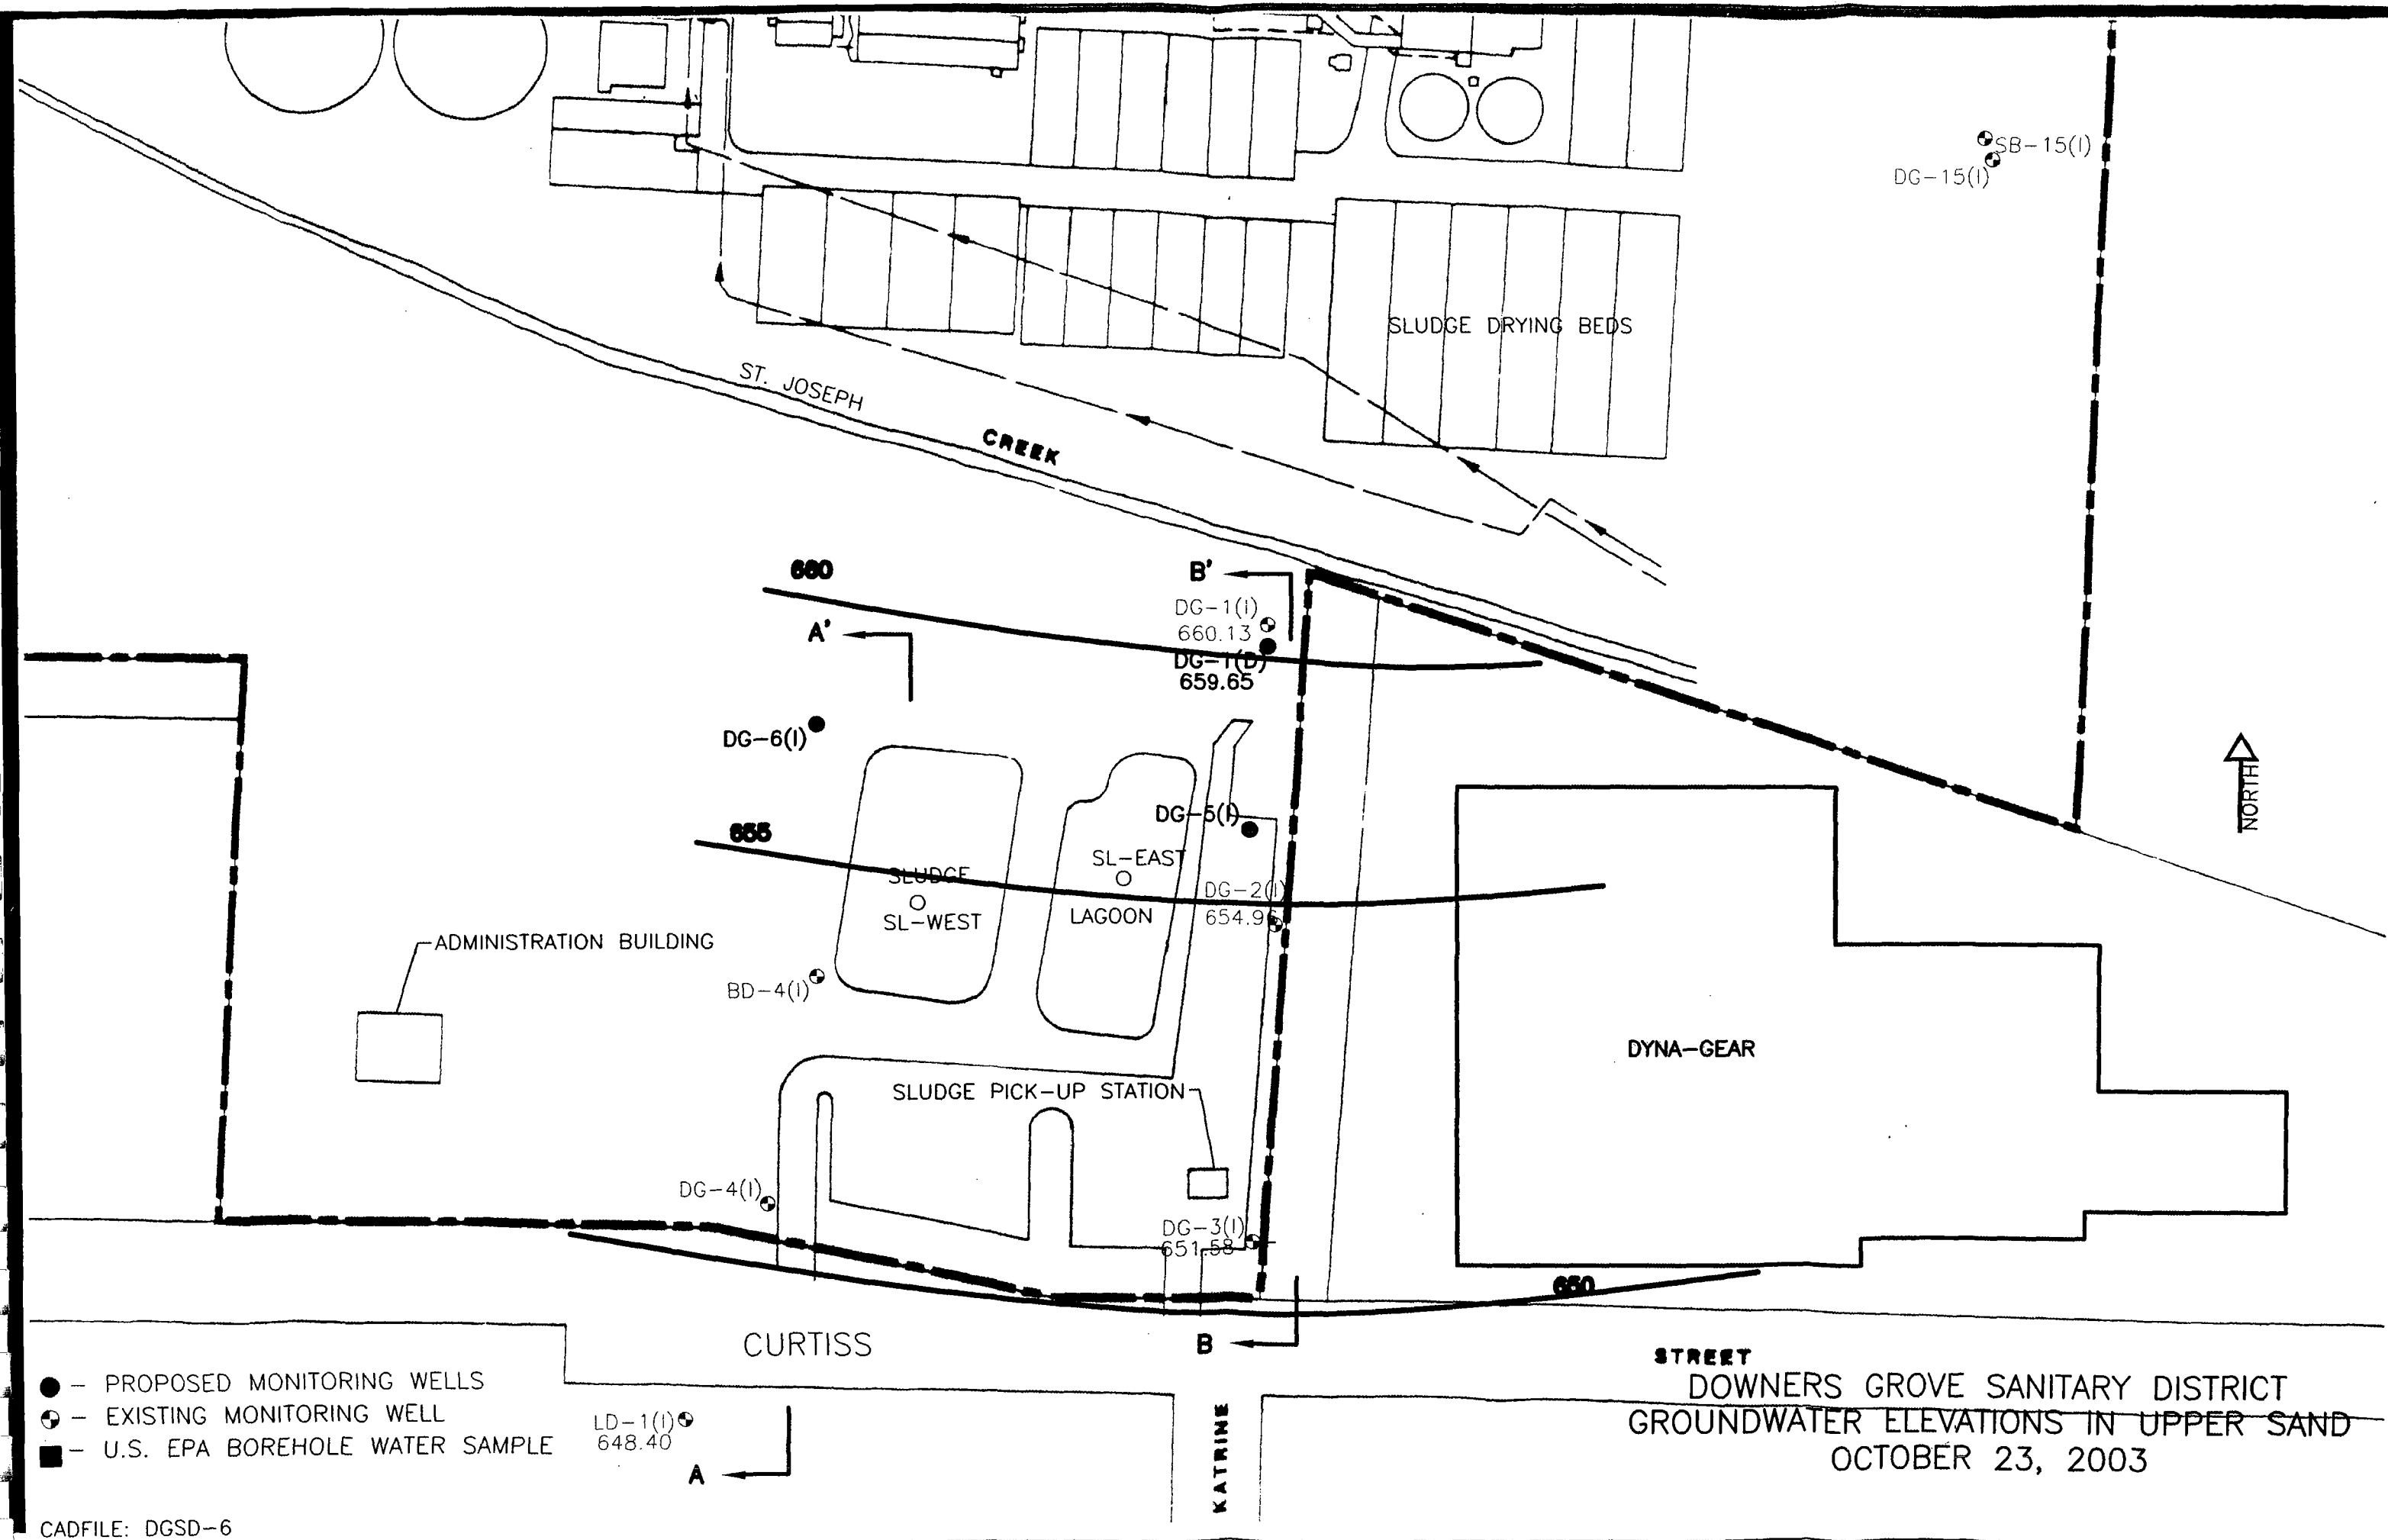 SB-15(I)
DG-15(I)
SLUDGE DRYING BEDS
ST. JOSEPH
CREEK
660
B'
DG-1(I)
660.13
A'
DG-1(D)
659.65
DG-6(I)
NORTH
DG-5(I)
655
SL-EAST
SLUDGE
DG-2(I)
SL-WEST
LAGOON
654.96
ADMINISTRATION BUILDING
BD-4(I)
DYNA-GEAR
SLUDGE PICK-UP STATION
DG-4(I)
DG-3(I)
651.58
650
CURTISS
B
STREET
- PROPOSED MONITORING WELLS
- EXISTING MONITORING WELL
- U.S. EPA BOREHOLE WATER SAMPLE
LD-1(I)
648.40
A
KATRINE
DOWNERS GROVE SANITARY DISTRICT
GROUNDWATER ELEVATIONS IN UPPER SAND
OCTOBER 23, 2003
CADFILE: DGSD-6